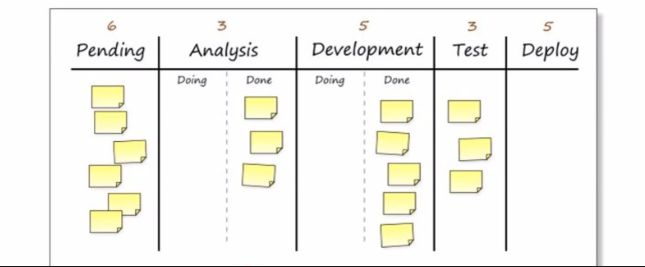 6 3 5 3 5
Pending Analysis Development Test Deploy
Doing Done Doing Done